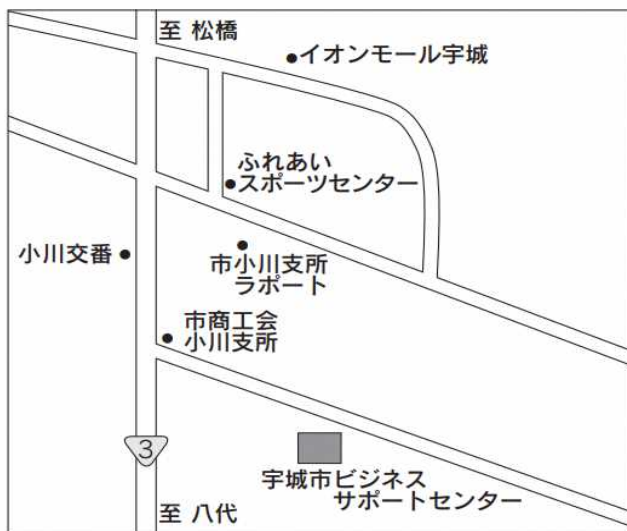 至 松橋
イオンモール宇城
ふれあい
スポーツセンター
小川交番
市小川支所
ラポート
市商工会
小川支所
3
宇城市ビジネス
サポートセンター
至 八代